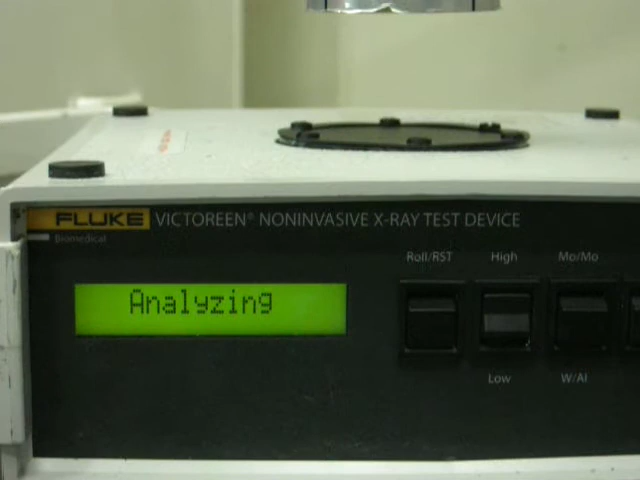 FLUKE VICTOREEN® NONINVASIVE X-RAY TEST DEVICE
Biomedical
Roll/RST High Mo/Mo
Analyzing
Low W/Al